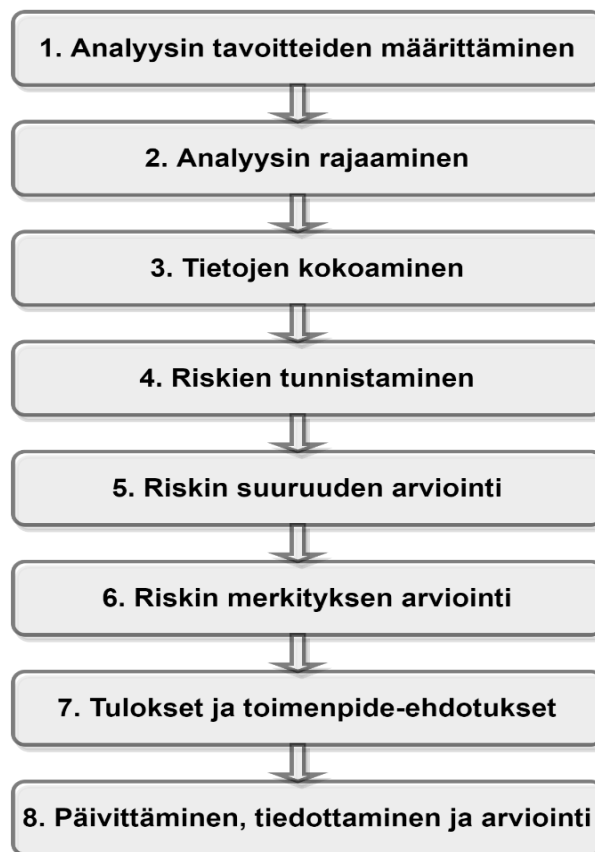 1. Analyysin tavoitteiden määrittäminen
2. Analyysin rajaaminen
3. Tietojen kokoaminen
4. Riskien tunnistaminen
5. Riskin suuruuden arviointi
6. Riskin merkityksen arviointi
7. Tulokset ja toimenpide-ehdotukset
8. Päivittäminen, tiedottaminen ja arviointi